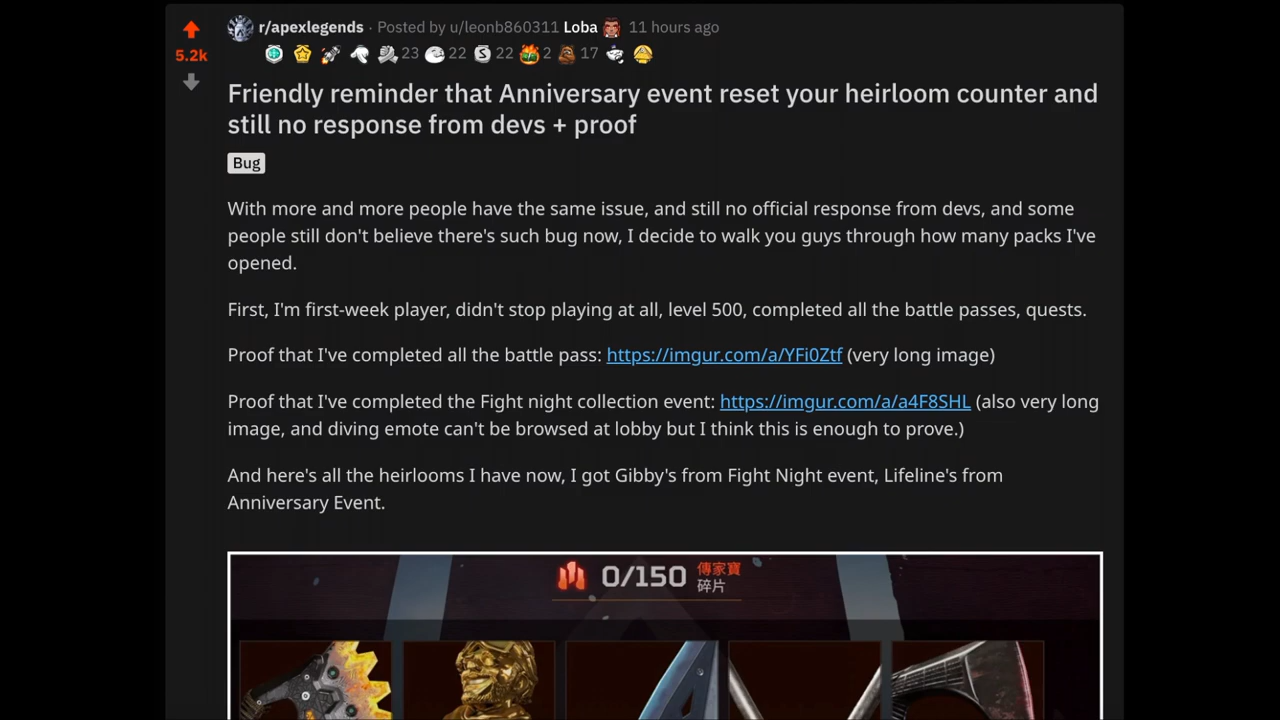 r/apexlegends · Posted by u/leonb860311 Loba 11 hours ago
5.2k
23 22 22 2 17
Friendly reminder that Anniversary event reset your heirloom counter and
still no response from devs + proof
Bug
With more and more people have the same issue, and still no official response from devs, and some
people still don't believe there's such bug now, I decide to walk you guys through how many packs I've
opened.
First, I'm first-week player, didn't stop playing at all, level 500, completed all the battle passes, quests.
Proof that I've completed all the battle pass: https://imgur.com/a/YFi0Ztf (very long image)
Proof that I've completed the Fight night collection event: https://imgur.com/a/a4F8SHL (also very long
image, and diving emote can't be browsed at lobby but I think this is enough to prove.)
And here's all the heirlooms I have now, I got Gibby's from Fight Night event, Lifeline's from
Anniversary Event.
0/150 傳家寶
碎片